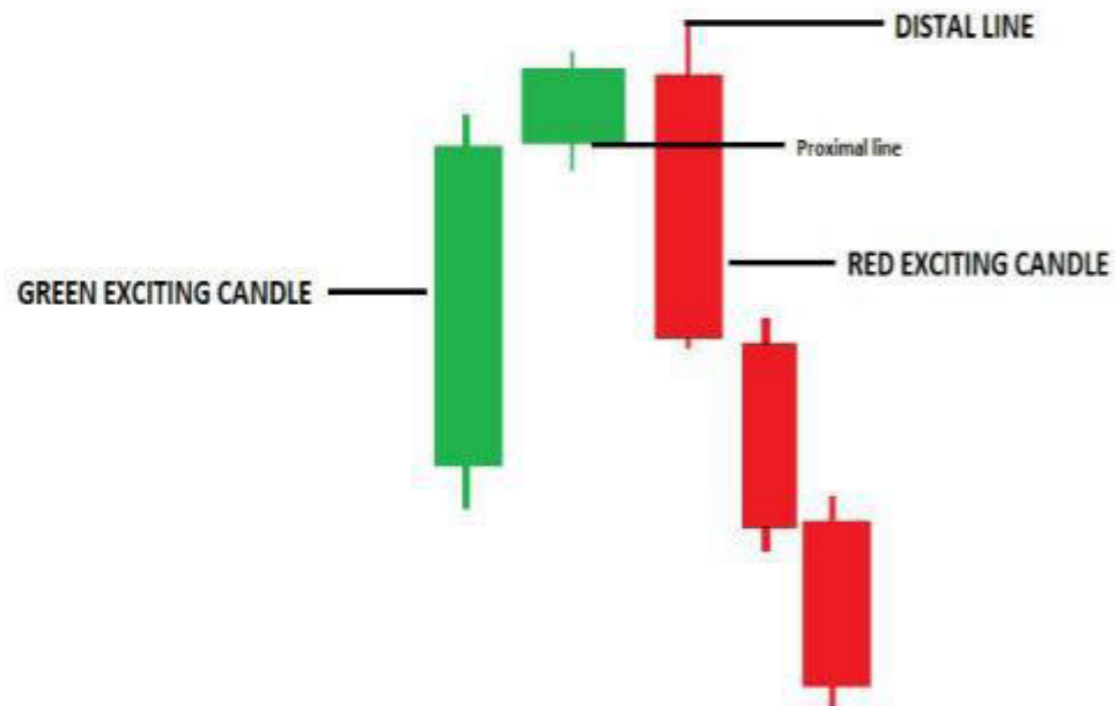 DISTAL LINE
Proximal line
RED EXCITING CANDLE
GREEN EXCITING CANDLE